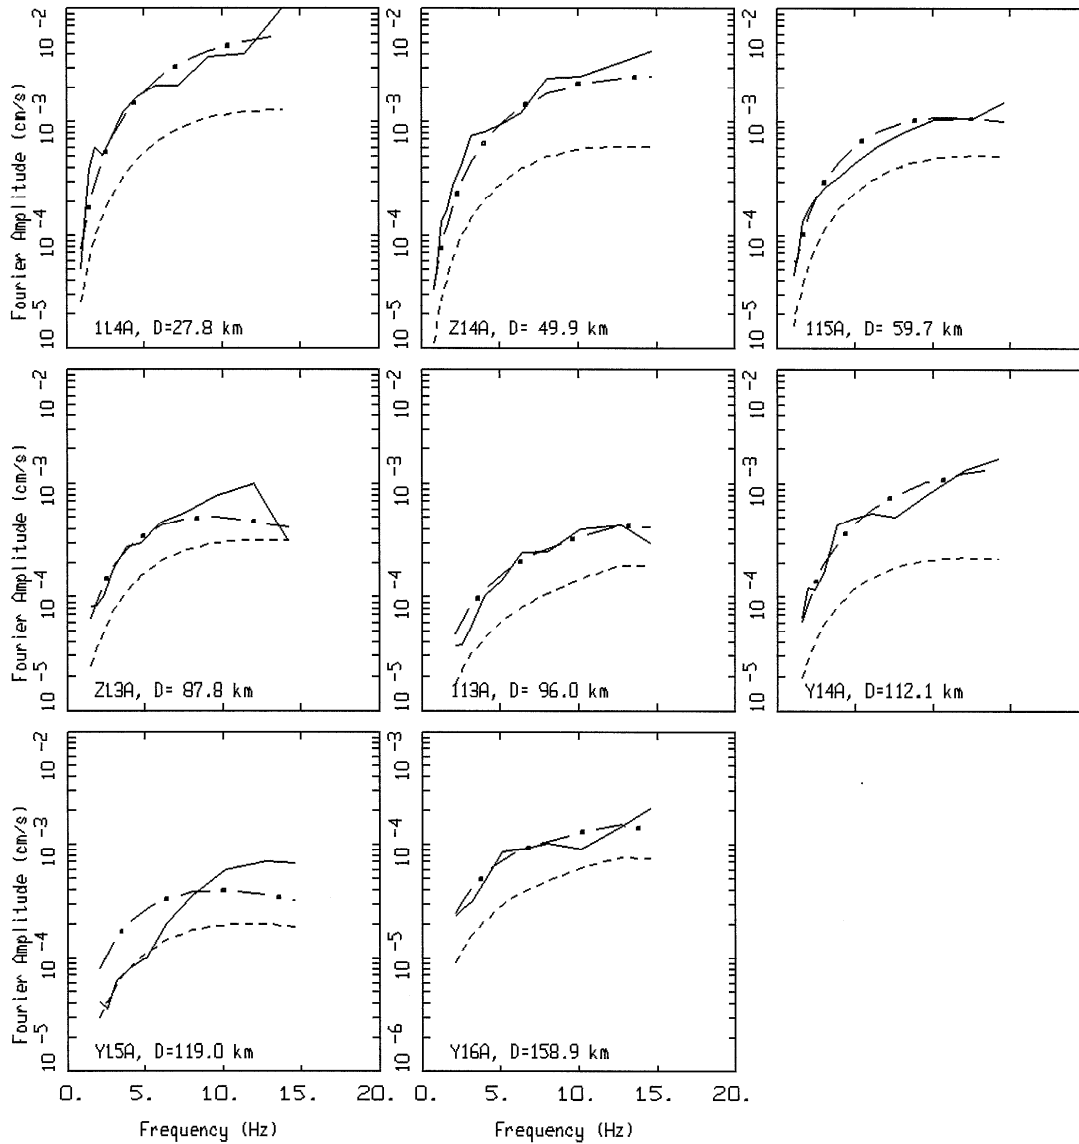 Fourier Amplitude (cm/s)
10⁻² 10⁻³ 10⁻⁴ 10⁻⁵
114A, D=27.8 km
10⁻² 10⁻³ 10⁻⁴ 10⁻⁵
Z14A, D= 49.9 km
10⁻² 10⁻³ 10⁻⁴ 10⁻⁵
115A, D= 59.7 km
Fourier Amplitude (cm/s)
10⁻² 10⁻³ 10⁻⁴ 10⁻⁵
Z13A, D= 87.8 km
10⁻² 10⁻³ 10⁻⁴ 10⁻⁵
113A, D= 96.0 km
10⁻² 10⁻³ 10⁻⁴ 10⁻⁵
Y14A, D=112.1 km
Fourier Amplitude (cm/s)
10⁻² 10⁻³ 10⁻⁴ 10⁻⁵
Y15A, D=119.0 km
10⁻³ 10⁻⁴ 10⁻⁵ 10⁻⁶
Y16A, D=158.9 km
0. 5. 10. 15. 20.
0. 5. 10. 15. 20.
Frequency (Hz)
Frequency (Hz)